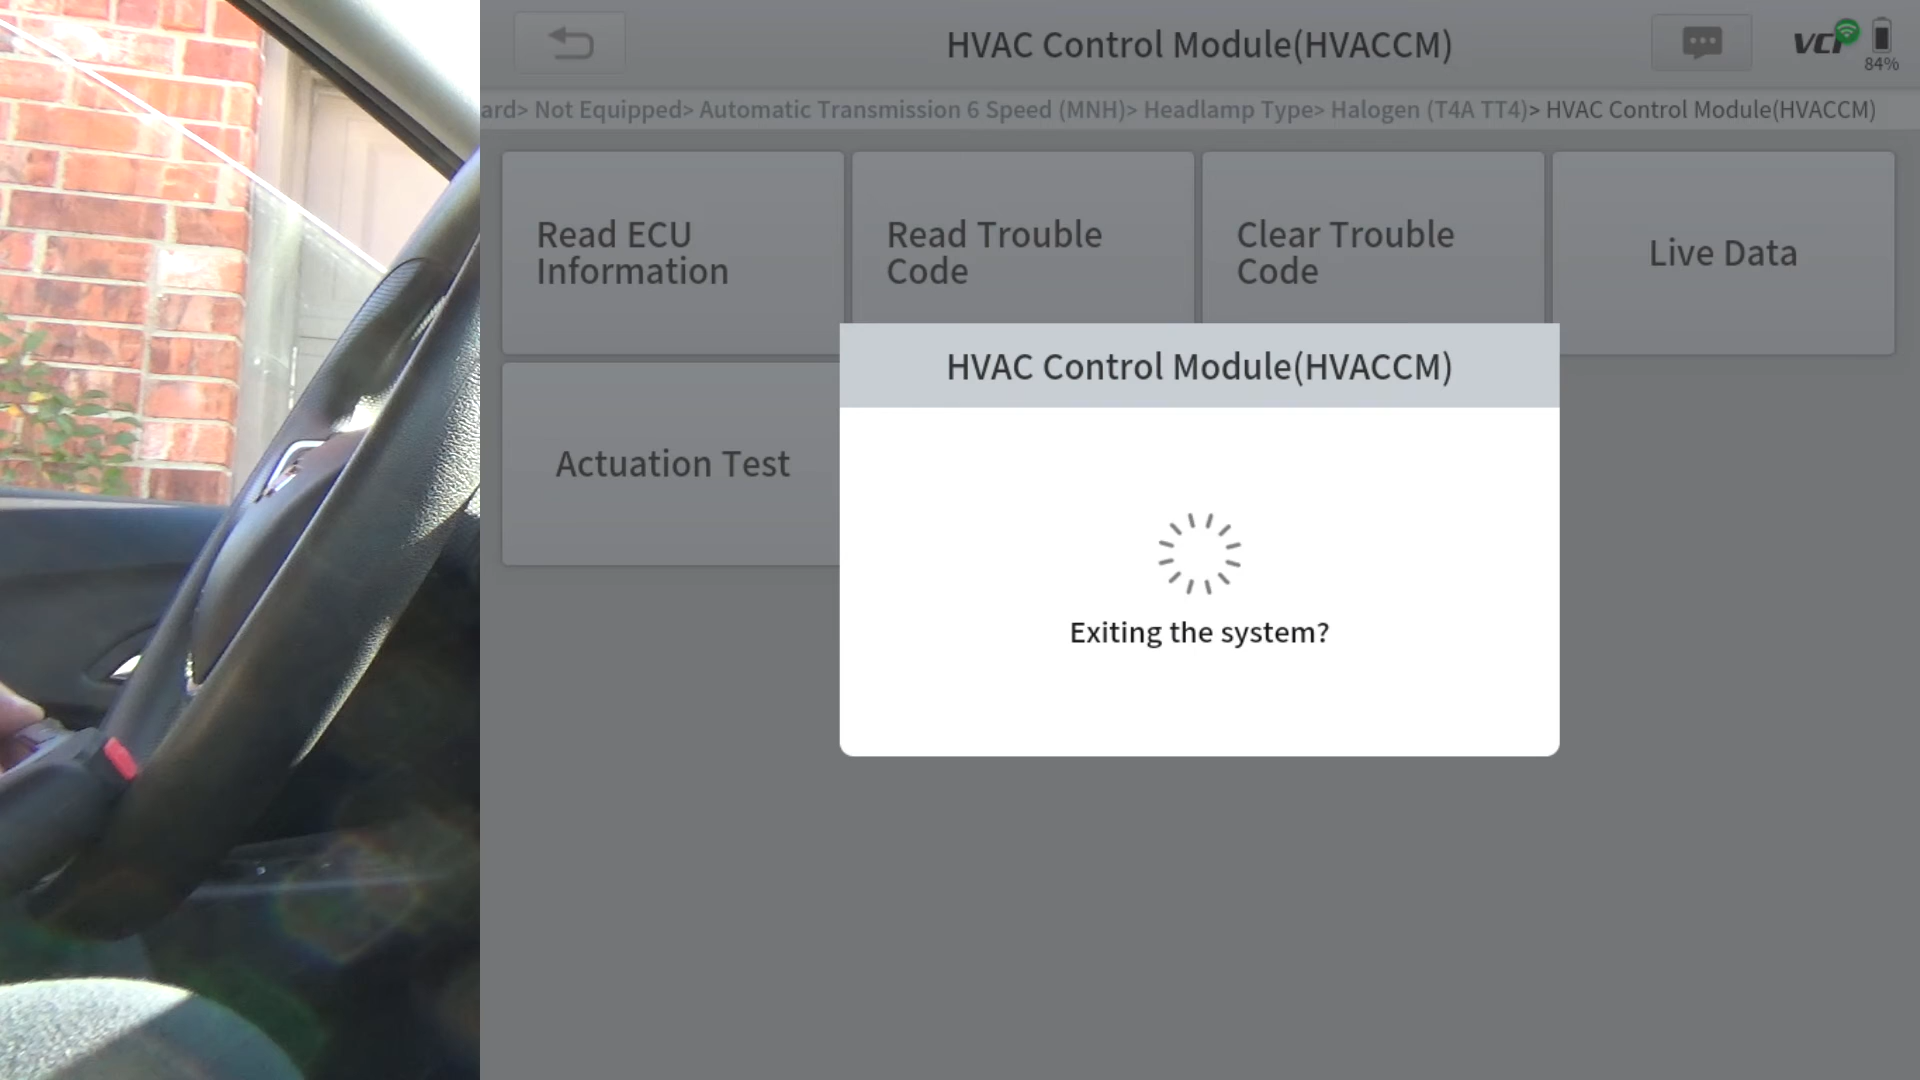 HVAC Control Module(HVACCM)
VCI
84%
ard> Not Equipped> Automatic Transmission 6 Speed (MNH)> Headlamp Type> Halogen (T4A TT4)> HVAC Control Module(HVACCM)
Read ECU
Information
Read Trouble
Code
Clear Trouble
Code
Live Data
Actuation Test
HVAC Control Module(HVACCM)
Exiting the system?